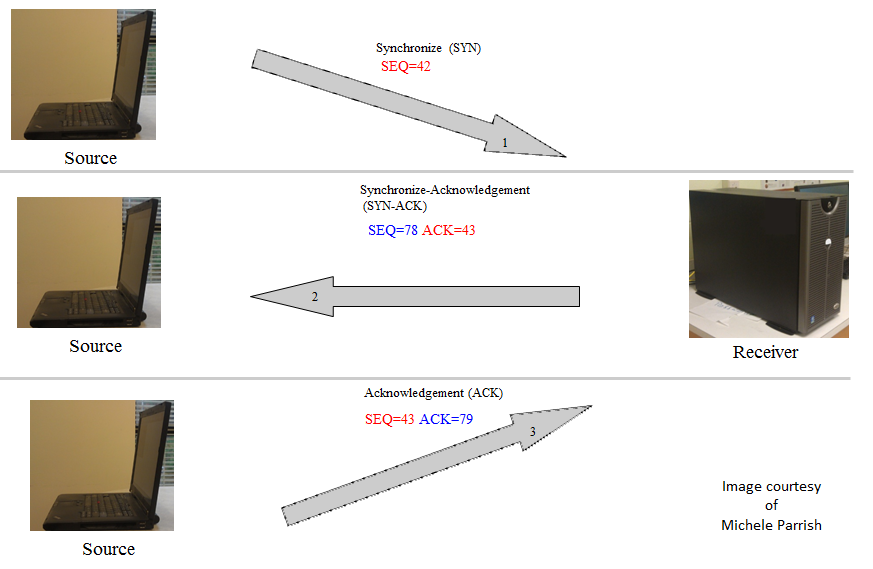 Synchronize (SYN)
SEQ=42
1
Source
Synchronize-Acknowledgement
(SYN-ACK)
SEQ=78 ACK=43
2
Source
Receiver
Acknowledgement (ACK)
SEQ=43 ACK=79
3
Source
Image courtesy
of
Michele Parrish